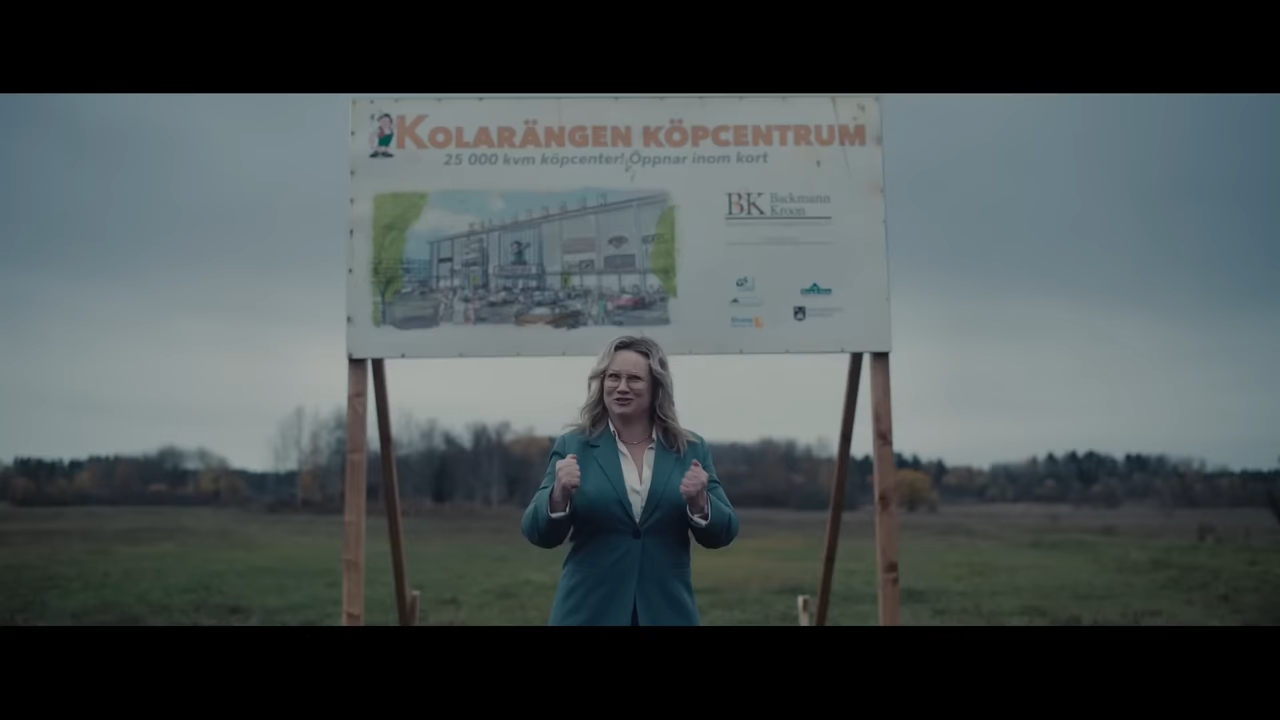 KOLARÄNGEN KÖPCENTRUM
25 000 kvm köpcenter! Öppnar inom kort
BK Backmann
Kroon